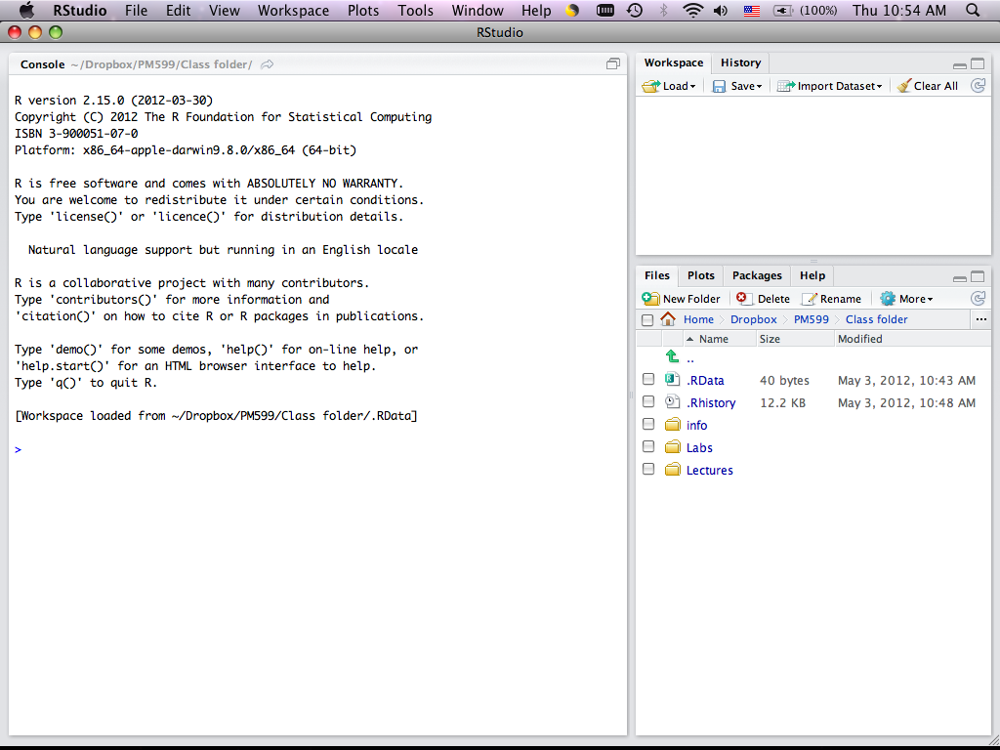 RStudio File Edit View Workspace Plots Tools Window Help (100%) Thu 10:54 AM
RStudio
Console ~/Dropbox/PM599/Class folder/
R version 2.15.0 (2012-03-30)
Copyright (C) 2012 The R Foundation for Statistical Computing
ISBN 3-900051-07-0
Platform: x86_64-apple-darwin9.8.0/x86_64 (64-bit)
R is free software and comes with ABSOLUTELY NO WARRANTY.
You are welcome to redistribute it under certain conditions.
Type 'license()' or 'licence()' for distribution details.
Natural language support but running in an English locale
R is a collaborative project with many contributors.
Type 'contributors()' for more information and
'citation()' on how to cite R or R packages in publications.
Type 'demo()' for some demos, 'help()' for on-line help, or
'help.start()' for an HTML browser interface to help.
Type 'q()' to quit R.
[Workspace loaded from ~/Dropbox/PM599/Class folder/.RData]
>
Workspace History
Load Save Import Dataset Clear All
Files Plots Packages Help
New Folder Delete Rename More
Home Dropbox PM599 Class folder ...
Name Size Modified
..
.RData 40 bytes May 3, 2012, 10:43 AM
.Rhistory 12.2 KB May 3, 2012, 10:48 AM
info
Labs
Lectures